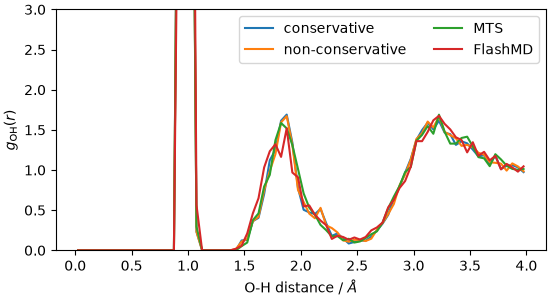 3.0
2.5
2.0
1.5
1.0
0.5
0.0
g_OH(r)
conservative
non-conservative
MTS
FlashMD
0.0 0.5 1.0 1.5 2.0 2.5 3.0 3.5 4.0
O-H distance / Å